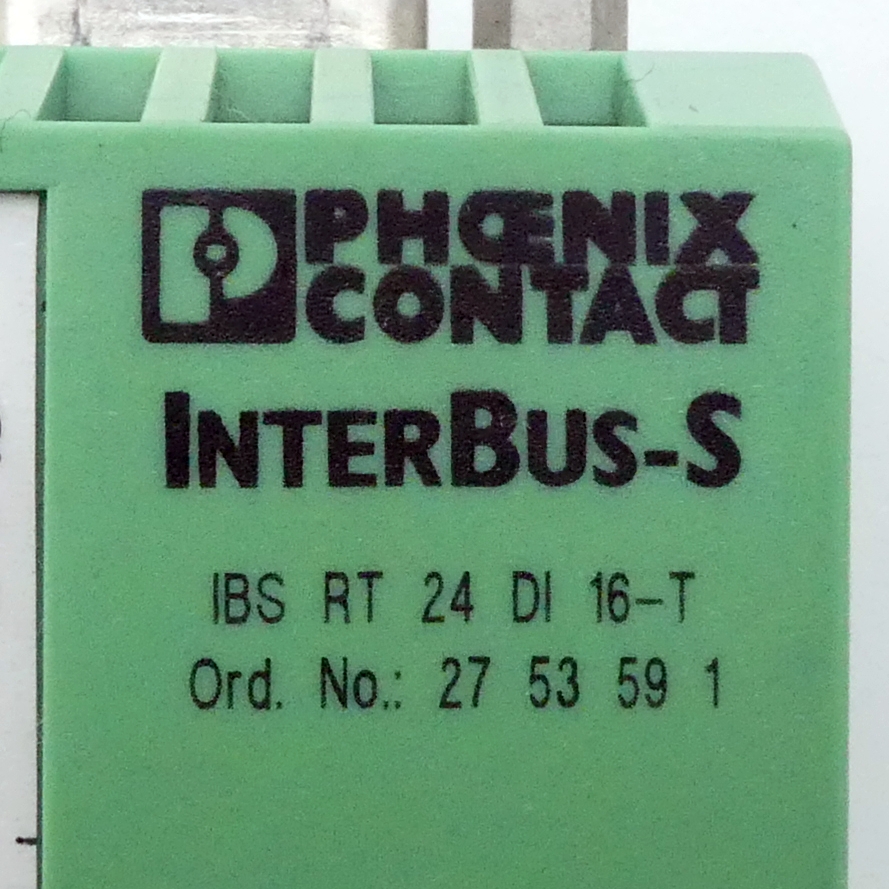 PHŒNIX
CONTACT
INTERBUS-S
IBS RT 24 DI 16-T
Ord. No.: 27 53 59 1